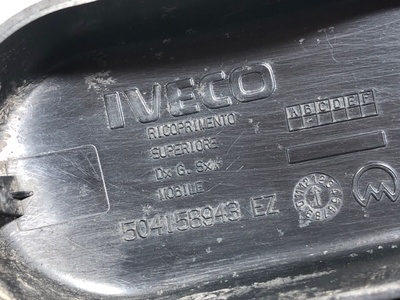 IVECO
RICOPRIMENTO
SUPERIORE
Dx G. Sx
MOBILE
504158943 EZ
ABCDEF